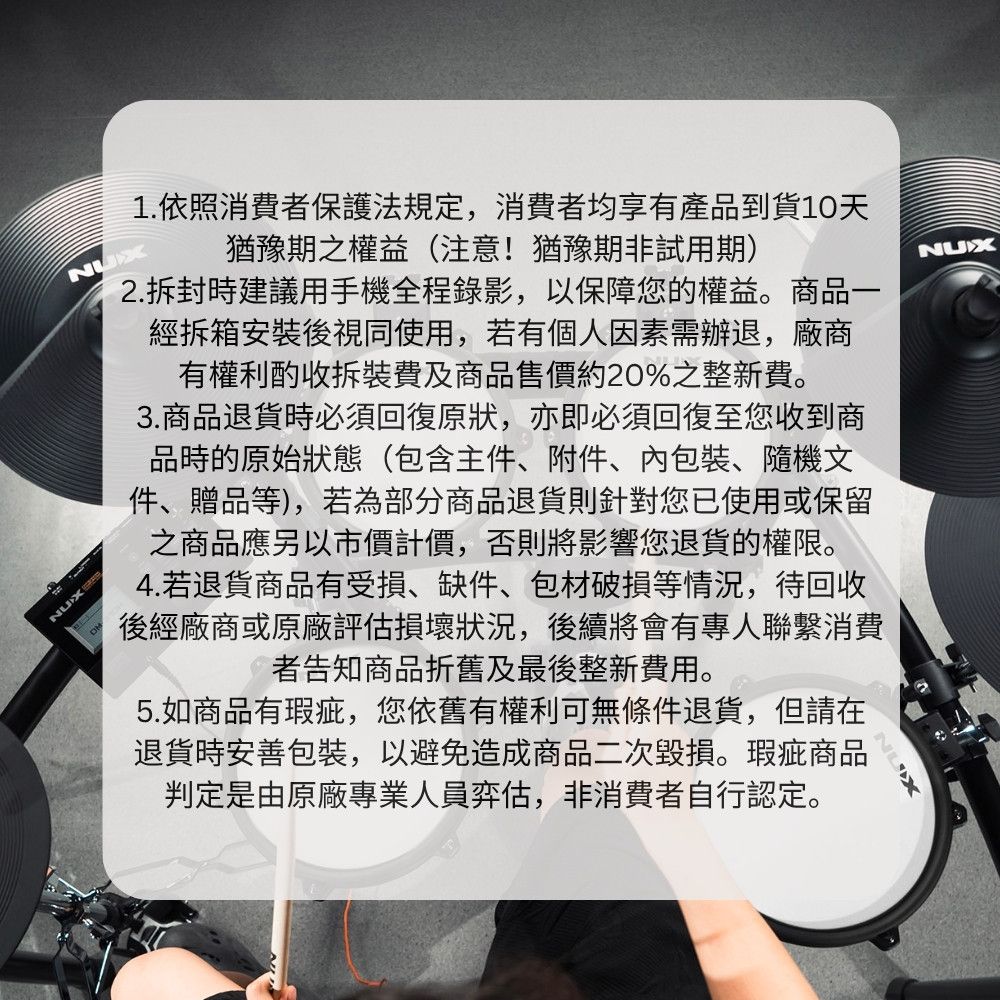 1.依照消費者保護法規定，消費者均享有產品到貨10天
猶豫期之權益（注意！猶豫期非試用期）
2.拆封時建議用手機全程錄影，以保障您的權益。商品一
經拆箱安裝後視同使用，若有個人因素需辦退，廠商
有權利酌收拆裝費及商品售價約20%之整新費。
3.商品退貨時必須回復原狀，亦即必須回復至您收到商
品時的原始狀態（包含主件、附件、內包裝、隨機文
件、贈品等)，若為部分商品退貨則針對您已使用或保留
之商品應另以市價計價，否則將影響您退貨的權限。
4.若退貨商品有受損、缺件、包材破損等情況，待回收
後經廠商或原廠評估損壞狀況，後續將會有專人聯繫消費
者告知商品折舊及最後整新費用。
5.如商品有瑕疵，您依舊有權利可無條件退貨，但請在
退貨時妥善包裝，以避免造成商品二次毀損。瑕疵商品
判定是由原廠專業人員弈估，非消費者自行認定。
NUX
NUX
NUX
NUX
NUX